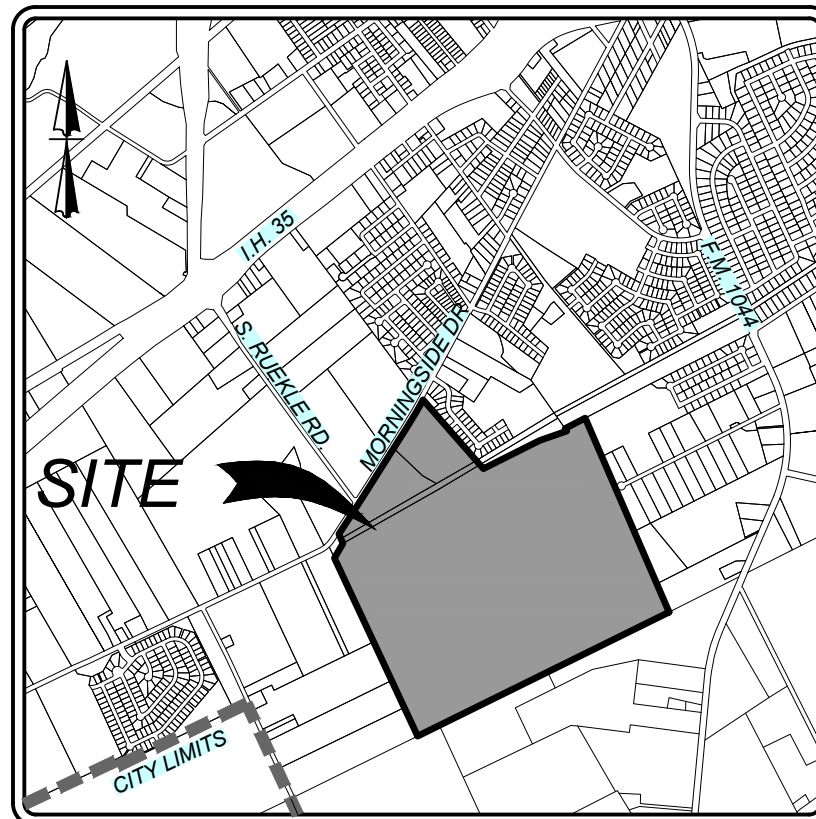 I.H. 35
F.M. 1044
S. RUEKLE RD.
MORNINGSIDE DR
SITE
CITY LIMITS